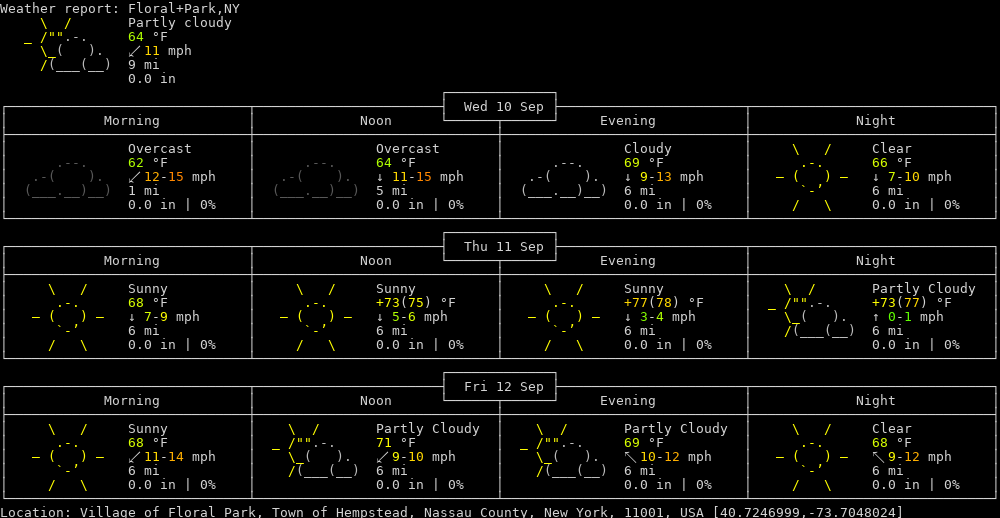 Weather report: Floral+Park,NY
Partly cloudy
64 °F
↙ 11 mph
9 mi
0.0 in
Wed 10 Sep
Morning Noon Evening Night
Overcast Overcast Cloudy Clear
62 °F 64 °F 69 °F 66 °F
↙ 12-15 mph ↓ 11-15 mph ↓ 9-13 mph ↓ 7-10 mph
1 mi 5 mi 6 mi 6 mi
0.0 in | 0% 0.0 in | 0% 0.0 in | 0% 0.0 in | 0%
Thu 11 Sep
Morning Noon Evening Night
Sunny Sunny Sunny Partly Cloudy
68 °F +73(75) °F +77(78) °F +73(77) °F
↓ 7-9 mph ↓ 5-6 mph ↓ 3-4 mph ↑ 0-1 mph
6 mi 6 mi 6 mi 6 mi
0.0 in | 0% 0.0 in | 0% 0.0 in | 0% 0.0 in | 0%
Fri 12 Sep
Morning Noon Evening Night
Sunny Partly Cloudy Partly Cloudy Clear
68 °F 71 °F 69 °F 68 °F
↙ 11-14 mph ↙ 9-10 mph ↖ 10-12 mph ↖ 9-12 mph
6 mi 6 mi 6 mi 6 mi
0.0 in | 0% 0.0 in | 0% 0.0 in | 0% 0.0 in | 0%
Location: Village of Floral Park, Town of Hempstead, Nassau County, New York, 11001, USA [40.7246999,-73.7048024]